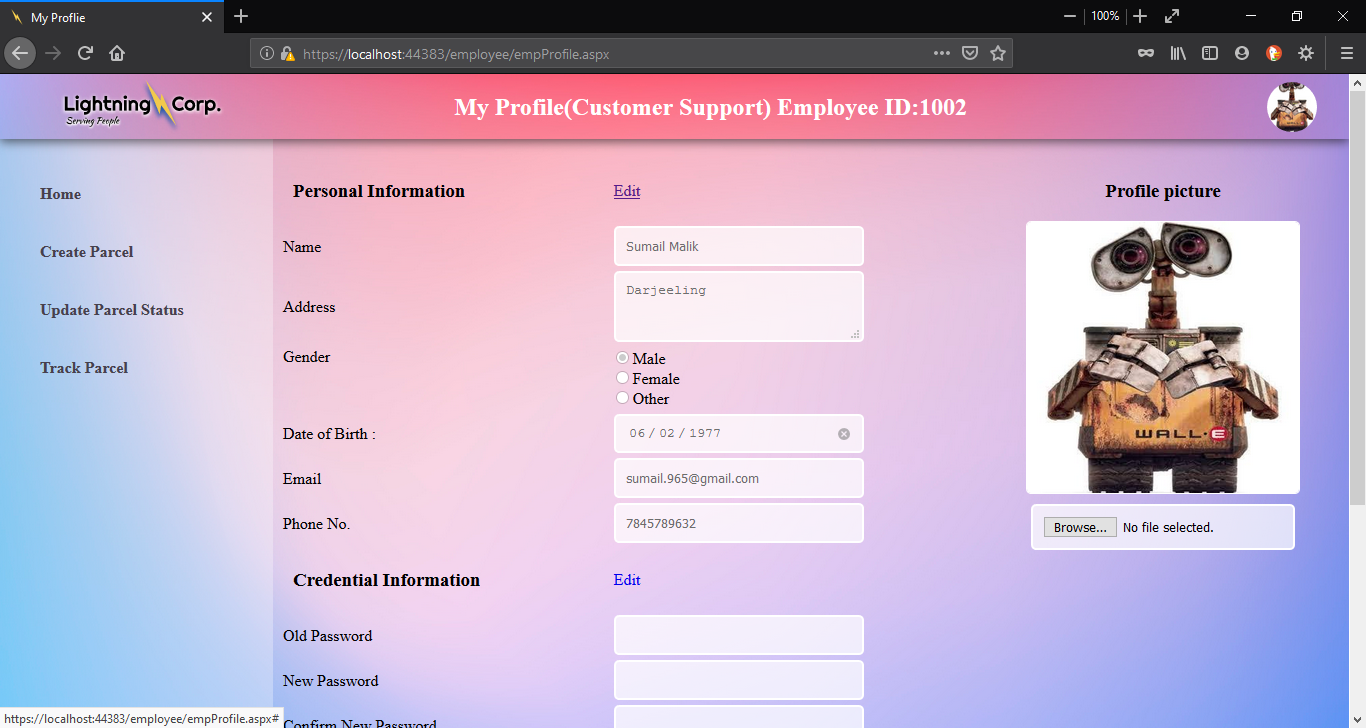 My Proflie
100%
https://localhost:44383/employee/empProfile.aspx
Lightning Corp.
Serving People
My Profile(Customer Support) Employee ID:1002
Home
Create Parcel
Update Parcel Status
Track Parcel
Personal Information
Edit
Name
Sumail Malik
Address
Darjeeling
Gender
Male
Female
Other
Date of Birth :
06 / 02 / 1977
Email
sumail.965@gmail.com
Phone No.
7845789632
Credential Information
Edit
Old Password
New Password
Confirm New Password
Profile picture
WALL·E
Browse...
No file selected.
https://localhost:44383/employee/empProfile.aspx#